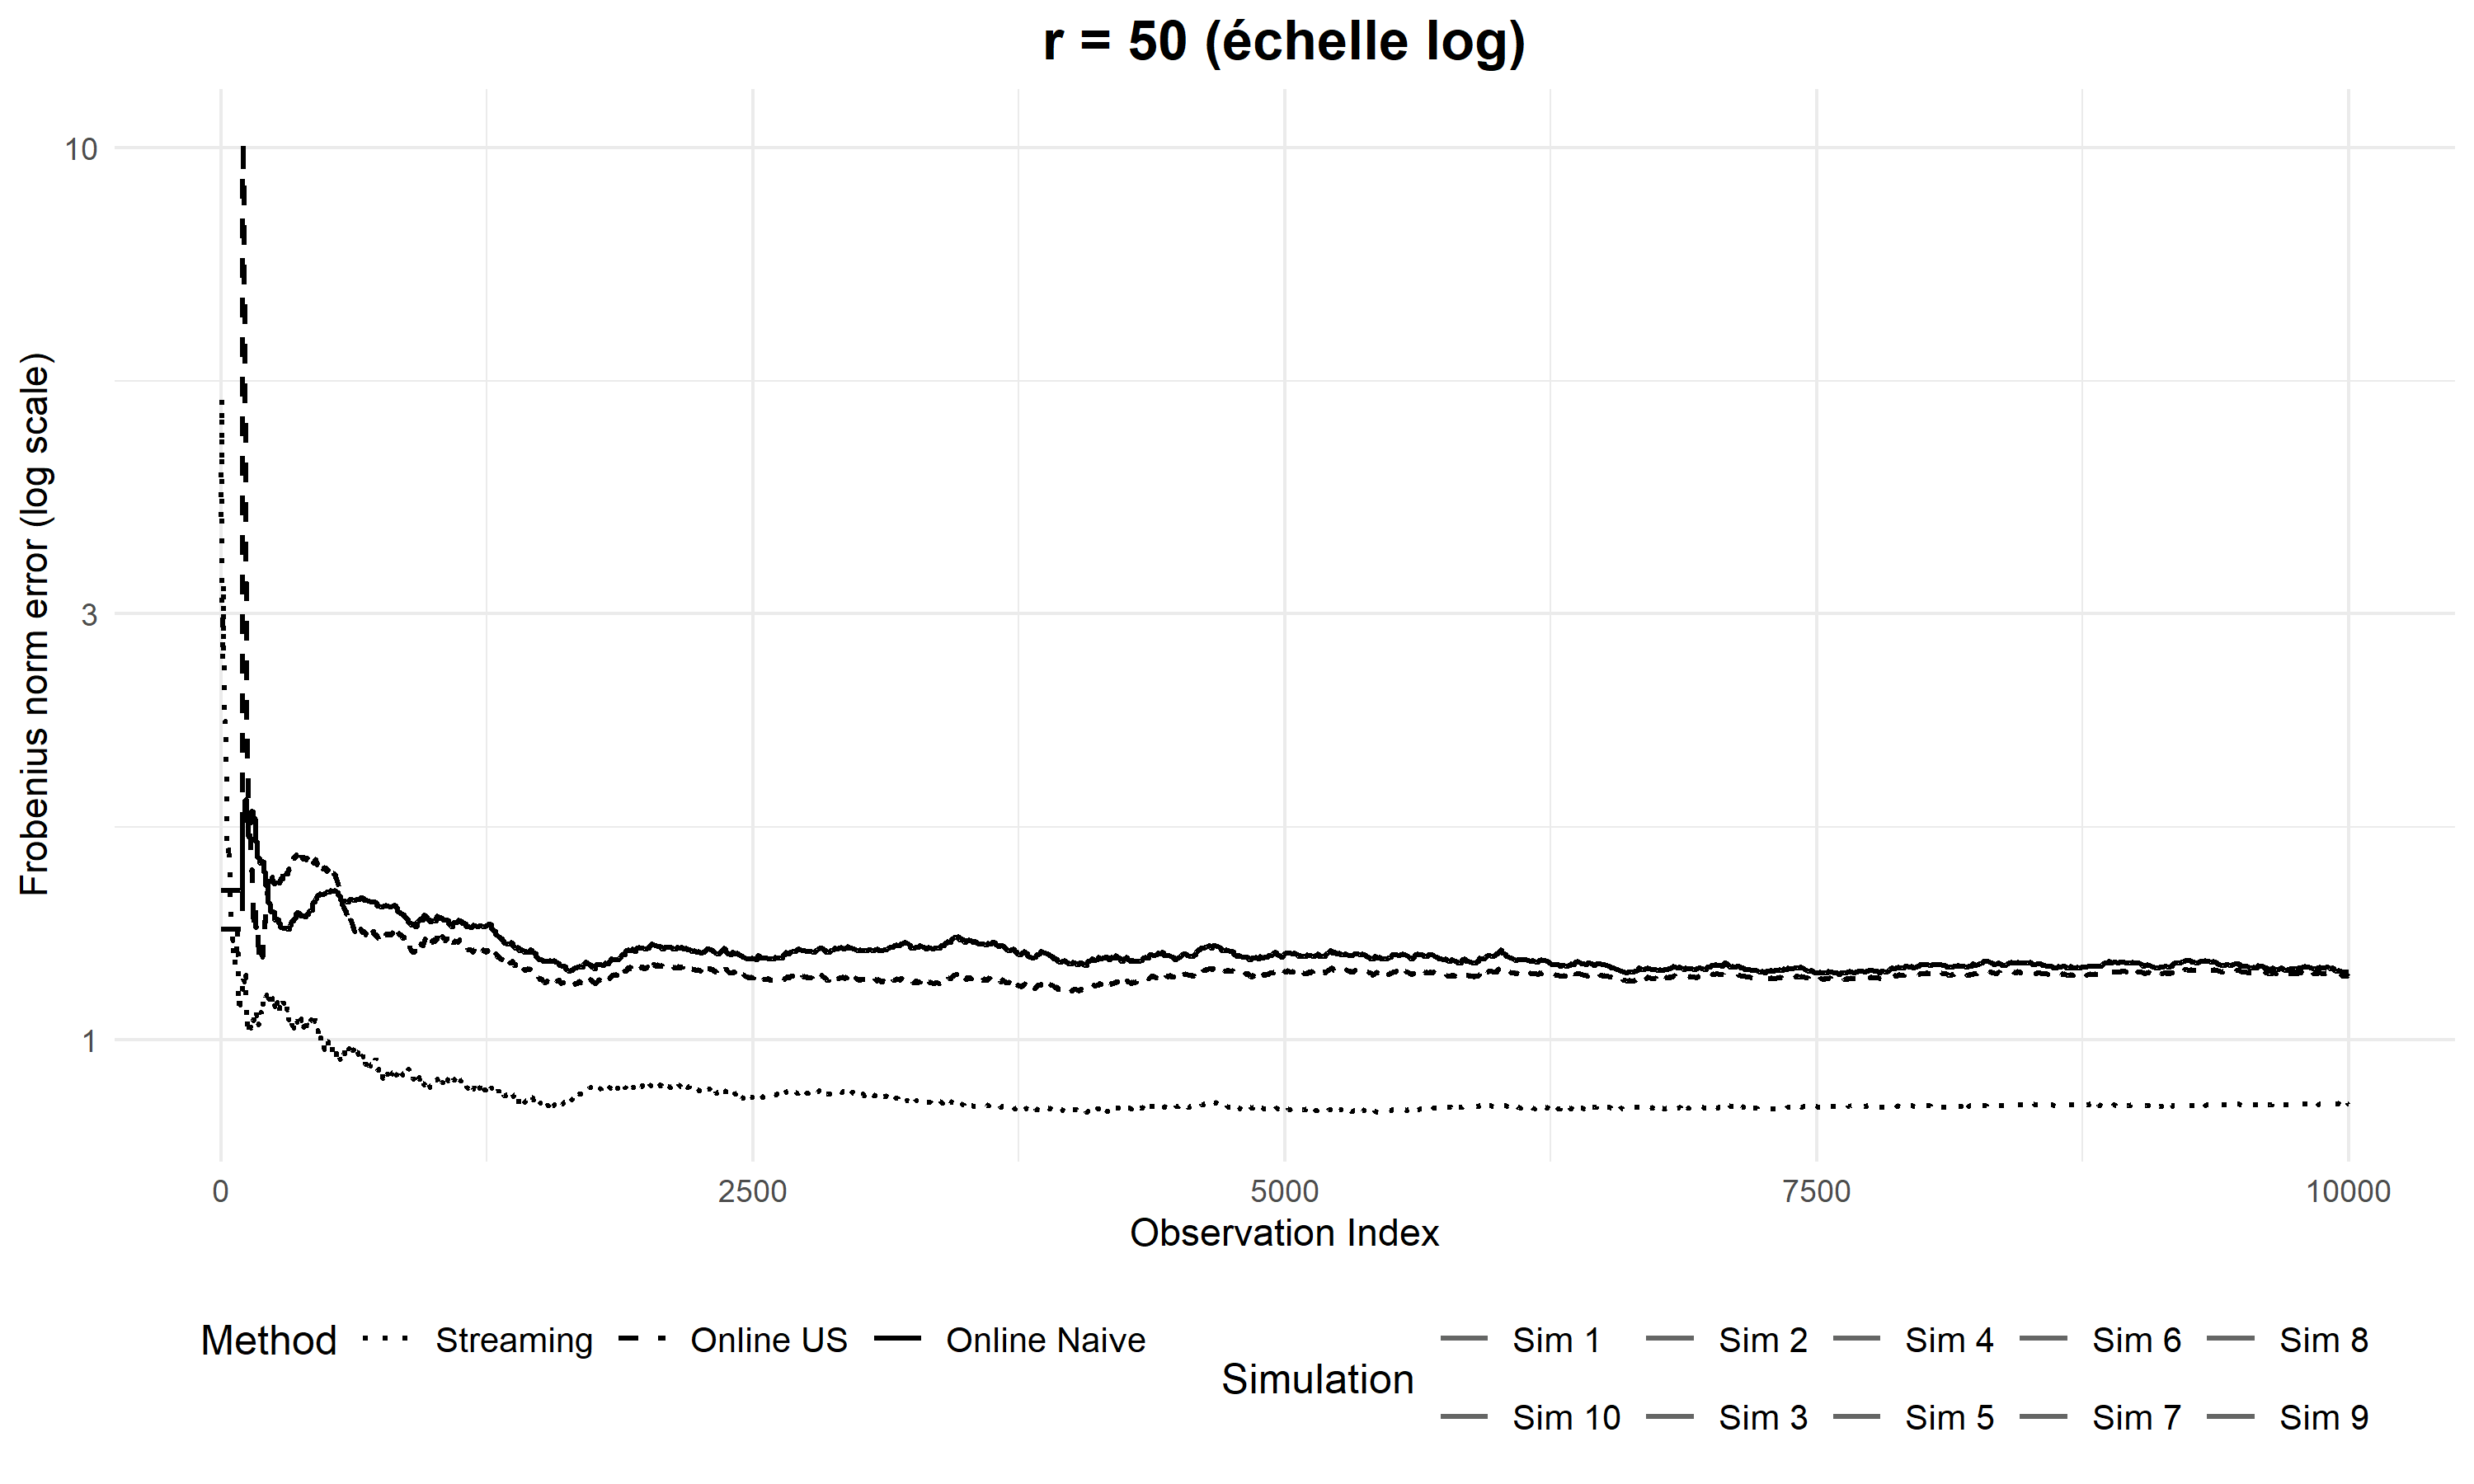 r = 50 (échelle log)
Frobenius norm error (log scale)
10
3
1
0 2500 5000 7500 10000
Observation Index
Method Streaming Online US Online Naive
Simulation
Sim 1 Sim 2 Sim 4 Sim 6 Sim 8
Sim 10 Sim 3 Sim 5 Sim 7 Sim 9